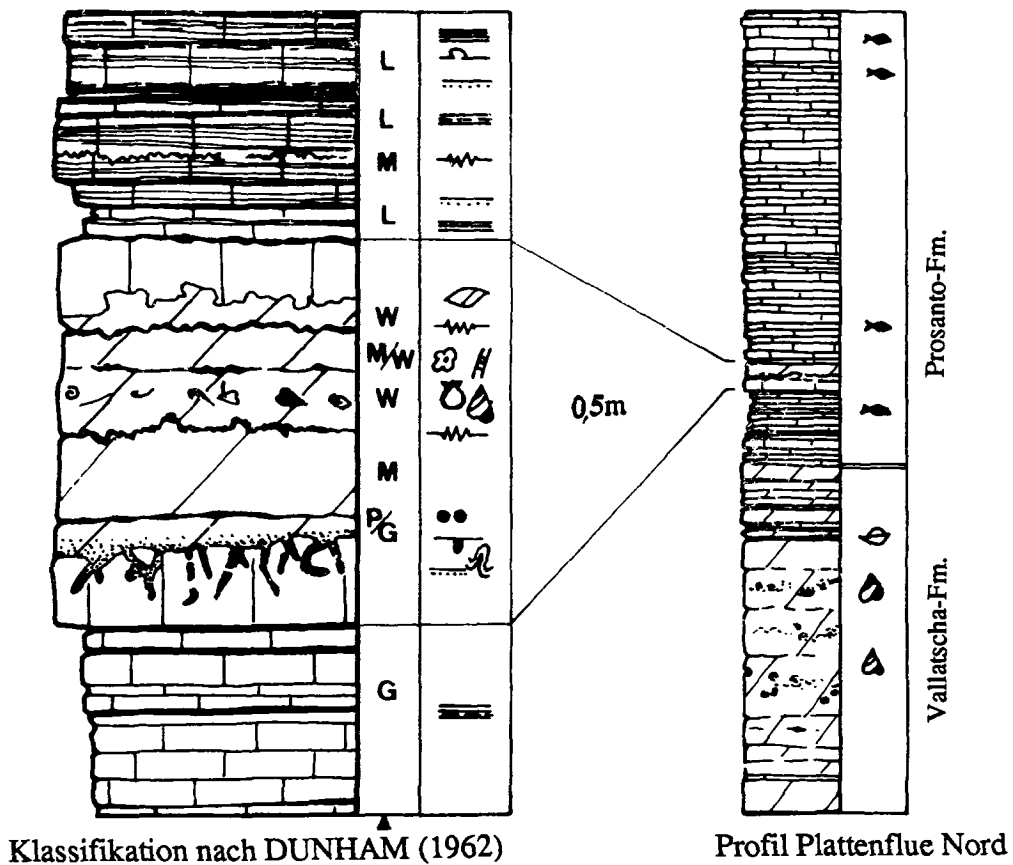 L
L
M
L
W
M/W
W
M
P/G
G
0,5m
Prosanto-Fm.
Vallatscha-Fm.
Klassifikation nach DUNHAM (1962)
Profil Plattenflue Nord